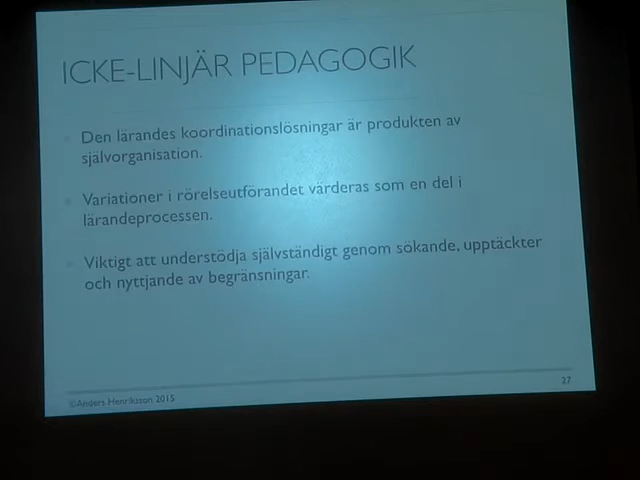 ICKE-LINJÄR PEDAGOGIK
Den lärandes koordinationslösningar är produkten av
självorganisation.
Variationer i rörelseutförandet värderas som en del i
lärandeprocessen.
Viktigt att understödja självständigt genom sökande, upptäckter
och nyttjande av begränsningar.
©Anders Henriksson 2015
27